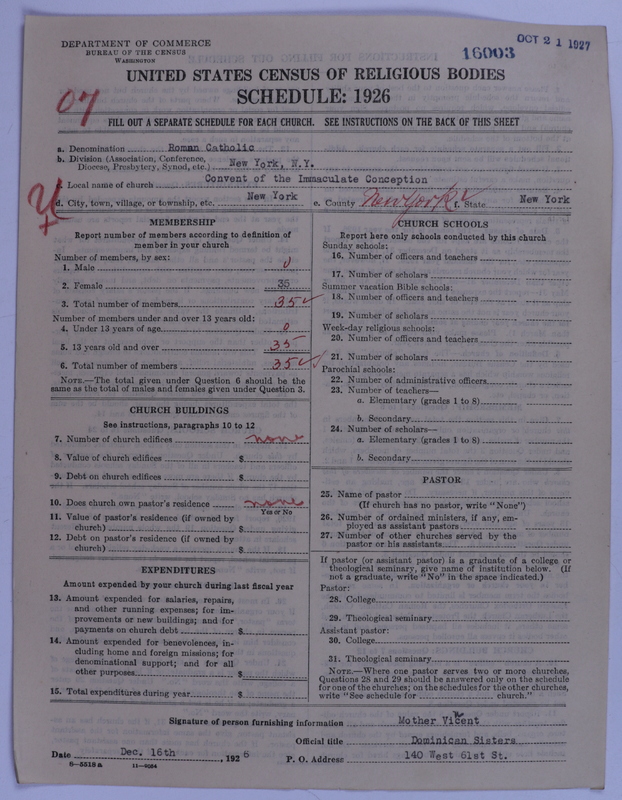 DEPARTMENT OF COMMERCE
BUREAU OF THE CENSUS
WASHINGTON
16003
OCT 21 1927
UNITED STATES CENSUS OF RELIGIOUS BODIES
SCHEDULE: 1926
07
FILL OUT A SEPARATE SCHEDULE FOR EACH CHURCH. SEE INSTRUCTIONS ON THE BACK OF THIS SHEET
a. Denomination Roman Catholic
b. Division (Association, Conference, Diocese, Presbytery, Synod, etc.) New York, N.Y.
c. Local name of church Convent of the Immaculate Conception
d. City, town, village, or township, etc. New York e. County New York f. State New York
MEMBERSHIP
Report number of members according to definition of
member in your church
Number of members, by sex:
1. Male 0
2. Female 35
3. Total number of members 35 ✓
Number of members under and over 13 years old:
4. Under 13 years of age 0
5. 13 years old and over 35
6. Total number of members 35 ✓
NOTE.—The total given under Question 6 should be the
same as the total of males and females given under Question 3.
CHURCH BUILDINGS
See instructions, paragraphs 10 to 12
7. Number of church edifices none
8. Value of church edifices $
9. Debt on church edifices $
10. Does church own pastor's residence none
Yes or No
11. Value of pastor's residence (if owned by
church) $
12. Debt on pastor's residence (if owned by
church) $
EXPENDITURES
Amount expended by your church during last fiscal year
13. Amount expended for salaries, repairs,
and other running expenses; for im-
provements or new buildings; and for
payments on church debt $
14. Amount expended for benevolences, in-
cluding home and foreign missions; for
denominational support; and for all
other purposes $
15. Total expenditures during year $
CHURCH SCHOOLS
Report here only schools conducted by this church
Sunday schools:
16. Number of officers and teachers
17. Number of scholars
Summer vacation Bible schools:
18. Number of officers and teachers
19. Number of scholars
Week-day religious schools:
20. Number of officers and teachers
21. Number of scholars
Parochial schools:
22. Number of administrative officers
23. Number of teachers—
a. Elementary (grades 1 to 8)
b. Secondary
24. Number of scholars—
a. Elementary (grades 1 to 8)
b. Secondary
PASTOR
25. Name of pastor
(If church has no pastor, write "None")
26. Number of ordained ministers, if any, em-
ployed as assistant pastors
27. Number of other churches served by the
pastor or his assistants
If pastor (or assistant pastor) is a graduate of a college or
theological seminary, give name of institution below. (If
not a graduate, write "No" in the space indicated.)
Pastor:
28. College
29. Theological seminary
Assistant pastor:
30. College
31. Theological seminary
NOTE.—Where one pastor serves two or more churches,
Questions 28 and 29 should be answered only on the schedule
for one of the churches; on the schedules for the other churches,
write "See schedule for church."
Signature of person furnishing information Mother Vicent
Official title Dominican Sisters
Date Dec. 16th, 1926 P. O. Address 140 West 61st St.
8-5518a 11-9054